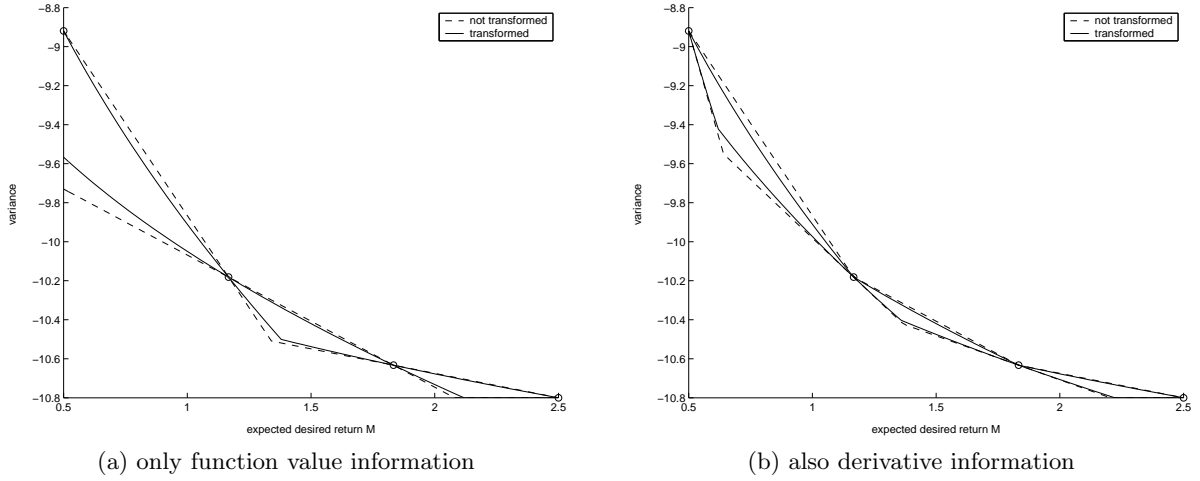 −8.8
−9
−9.2
−9.4
−9.6
−9.8
−10
−10.2
−10.4
−10.6
−10.8
0.5 1 1.5 2 2.5
variance
expected desired return M
not transformed
transformed
(a) only function value information
−8.8
−9
−9.2
−9.4
−9.6
−9.8
−10
−10.2
−10.4
−10.6
−10.8
0.5 1 1.5 2 2.5
variance
expected desired return M
not transformed
transformed
(b) also derivative information